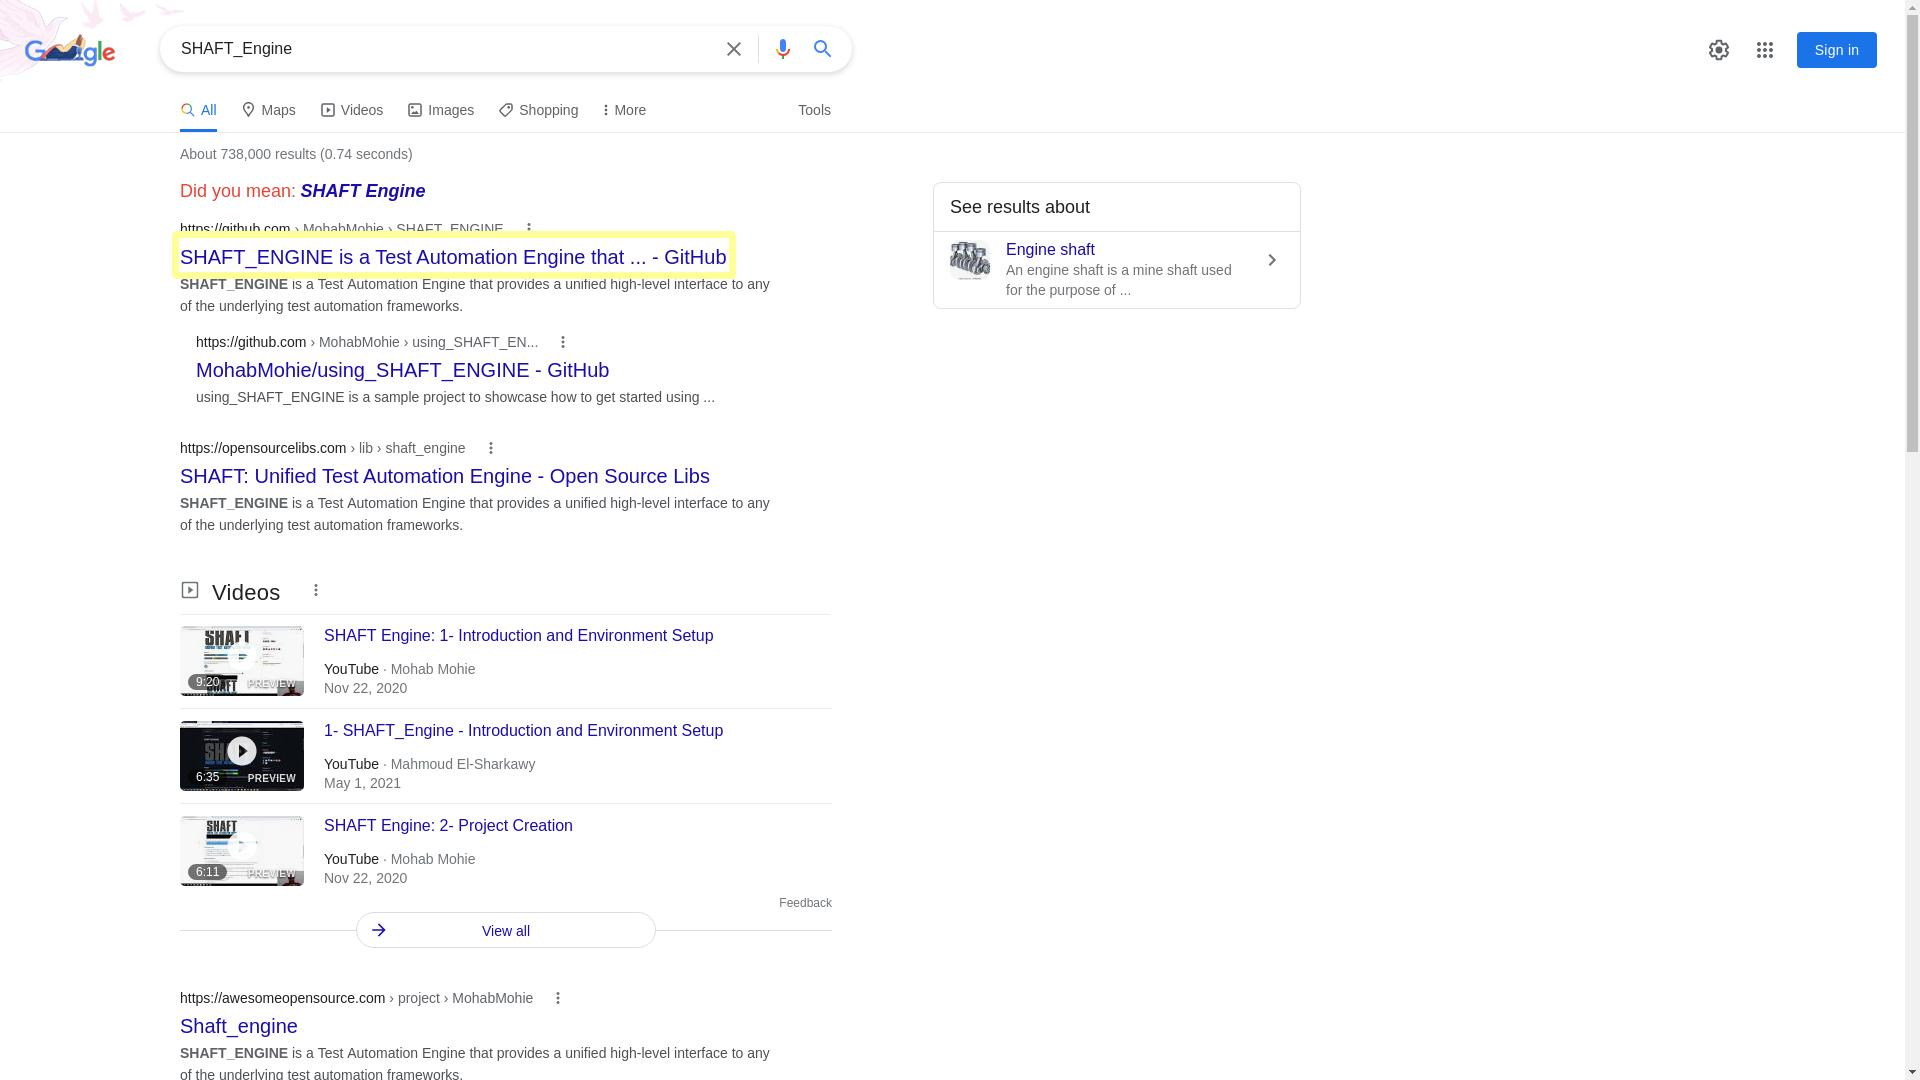 Google
SHAFT_Engine
Sign in
All
Maps
Videos
Images
Shopping
More
Tools
About 738,000 results (0.74 seconds)
Did you mean: SHAFT Engine
https://github.com › MohabMohie › SHAFT_ENGINE
SHAFT_ENGINE is a Test Automation Engine that ... - GitHub
SHAFT_ENGINE is a Test Automation Engine that provides a unified high-level interface to any
of the underlying test automation frameworks.
https://github.com › MohabMohie › using_SHAFT_EN...
MohabMohie/using_SHAFT_ENGINE - GitHub
using_SHAFT_ENGINE is a sample project to showcase how to get started using ...
https://opensourcelibs.com › lib › shaft_engine
SHAFT: Unified Test Automation Engine - Open Source Libs
SHAFT_ENGINE is a Test Automation Engine that provides a unified high-level interface to any
of the underlying test automation frameworks.
Videos
SHAFT
9:20
PREVIEW
SHAFT Engine: 1- Introduction and Environment Setup
YouTube · Mohab Mohie
Nov 22, 2020
6:35
PREVIEW
1- SHAFT_Engine - Introduction and Environment Setup
YouTube · Mahmoud El-Sharkawy
May 1, 2021
SHAFT
6:11
PREVIEW
SHAFT Engine: 2- Project Creation
YouTube · Mohab Mohie
Nov 22, 2020
Feedback
View all
https://awesomeopensource.com › project › MohabMohie
Shaft_engine
SHAFT_ENGINE is a Test Automation Engine that provides a unified high-level interface to any
of the underlying test automation frameworks.
See results about
Engine shaft
An engine shaft is a mine shaft used
for the purpose of ...